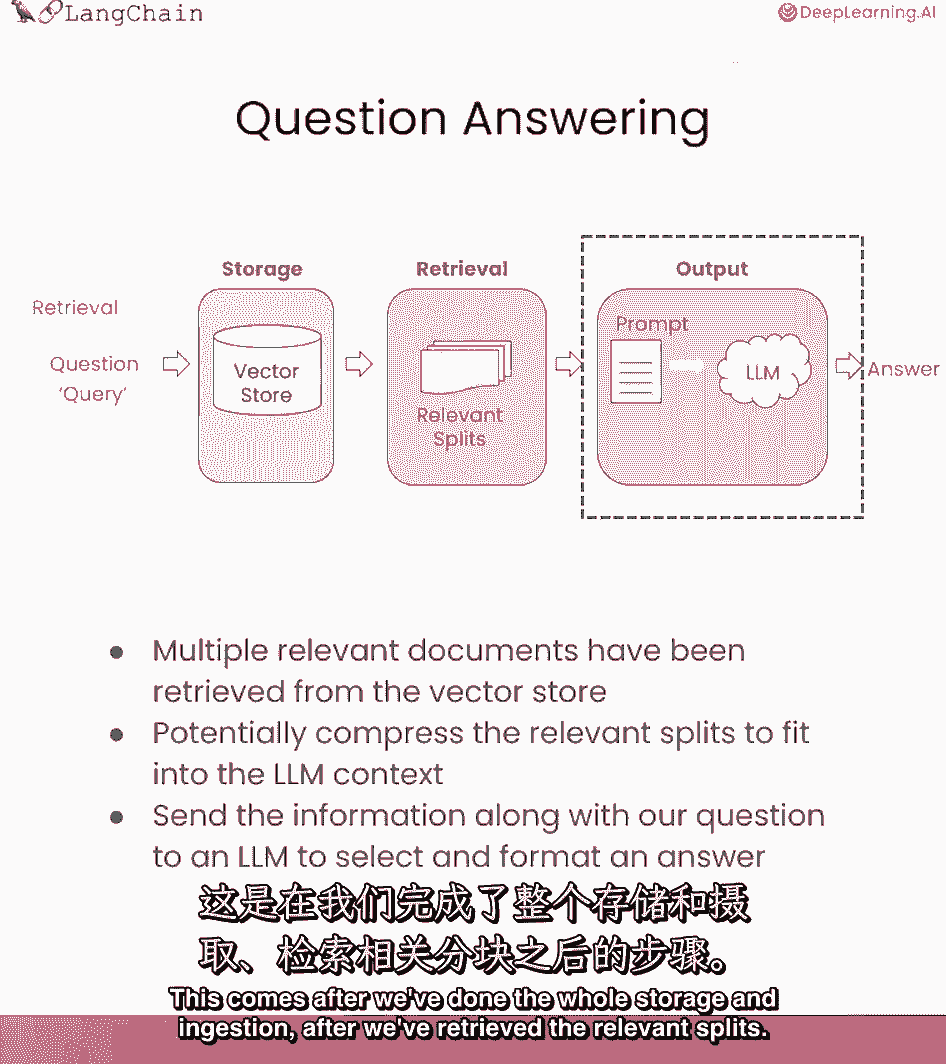 LangChain
DeepLearning.AI
Question Answering
Storage
Retrieval
Output
Retrieval
Question
'Query'
Vector
Store
Relevant
Splits
Prompt
LLM
Answer
● Multiple relevant documents have been
retrieved from the vector store
● Potentially compress the relevant splits to fit
into the LLM context
● Send the information along with our question
to an LLM to select and format an answer
这是在我们完成了整个存储和摄
取、检索相关分块之后的步骤。
This comes after we've done the whole storage and
ingestion, after we've retrieved the relevant splits.